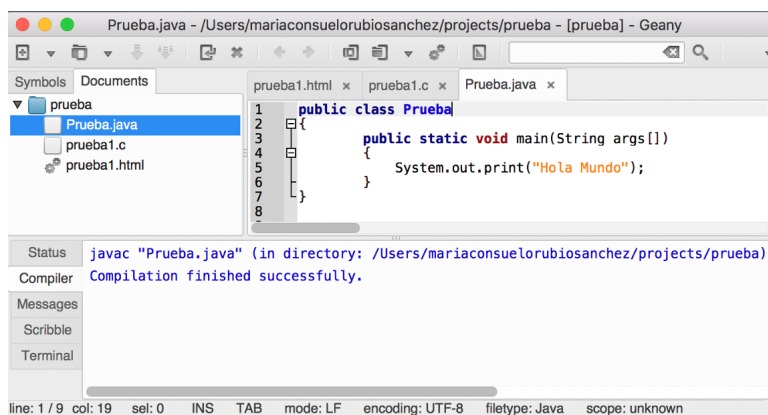 Prueba.java - /Users/mariaconsuelorubiosanchez/projects/prueba - [prueba] - Geany
Symbols Documents
prueba
Prueba.java
prueba1.c
prueba1.html
prueba1.html × prueba1.c × Prueba.java ×
1 public class Prueba
2 {
3 public static void main(String args[])
4 {
5 System.out.print("Hola Mundo");
6 }
7 }
8
Status
Compiler
Messages
Scribble
Terminal
javac "Prueba.java" (in directory: /Users/mariaconsuelorubiosanchez/projects/prueba)
Compilation finished successfully.
line: 1 / 9 col: 19 sel: 0 INS TAB mode: LF encoding: UTF-8 filetype: Java scope: unknown